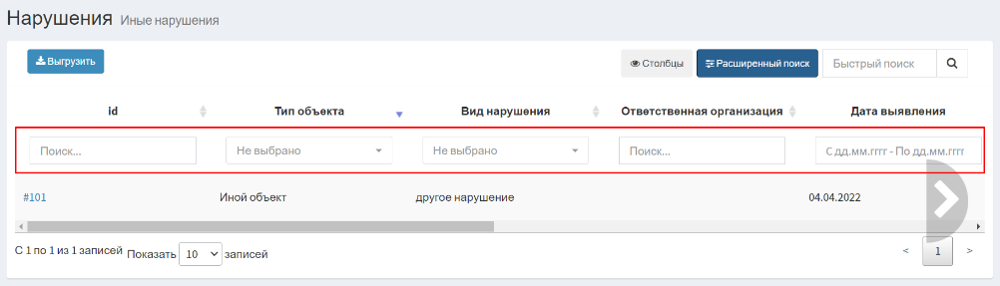 Нарушения Иные нарушения
Выгрузить Столбцы Расширенный поиск Быстрый поиск
id Тип объекта Вид нарушения Ответственная организация Дата выявления
Поиск... Не выбрано Не выбрано Поиск... С дд.мм.гггг - По дд.мм.гггг
#101 Иной объект другое нарушение 04.04.2022
С 1 по 1 из 1 записей Показать 10 записей < 1 >